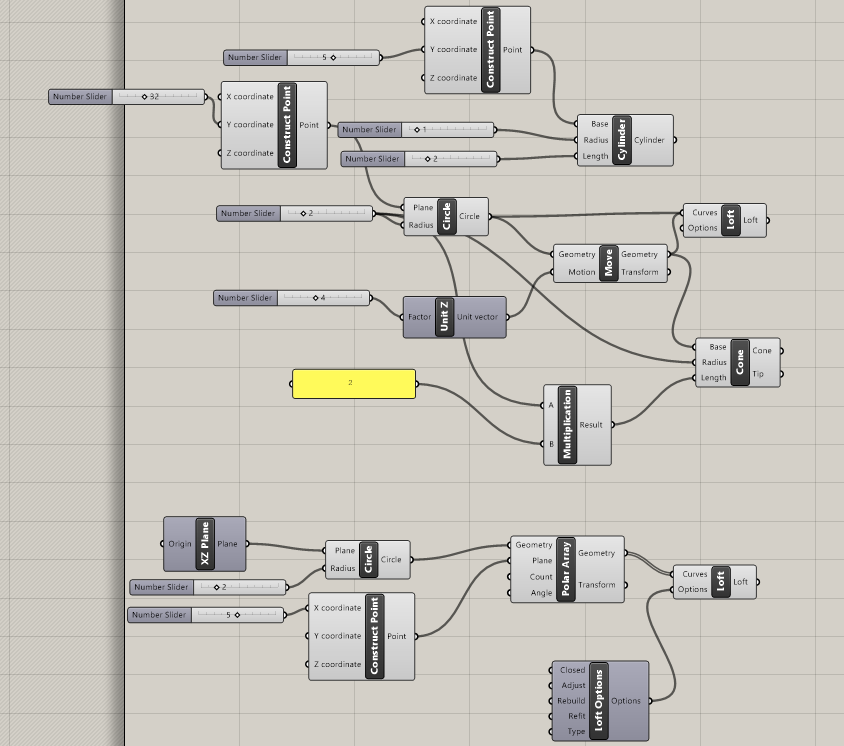 X coordinate
Y coordinate
Z coordinate
Construct Point
Point
Number Slider 5
Number Slider 32
X coordinate
Y coordinate
Z coordinate
Construct Point
Point
Number Slider 1
Number Slider 2
Base
Radius
Length
Cylinder
Cylinder
Number Slider 2
Plane
Radius
Circle
Circle
Curves
Options
Loft
Loft
Geometry
Motion
Move
Geometry
Transform
Number Slider 4
Factor
Unit Z
Unit vector
Base
Radius
Length
Cone
Cone
Tip
2
A
B
Multiplication
Result
Origin
XZ Plane
Plane
Plane
Radius
Circle
Circle
Number Slider 2
Number Slider 5
X coordinate
Y coordinate
Z coordinate
Construct Point
Point
Geometry
Plane
Count
Angle
Polar Array
Geometry
Transform
Curves
Options
Loft
Loft
Closed
Adjust
Rebuild
Refit
Type
Loft Options
Options